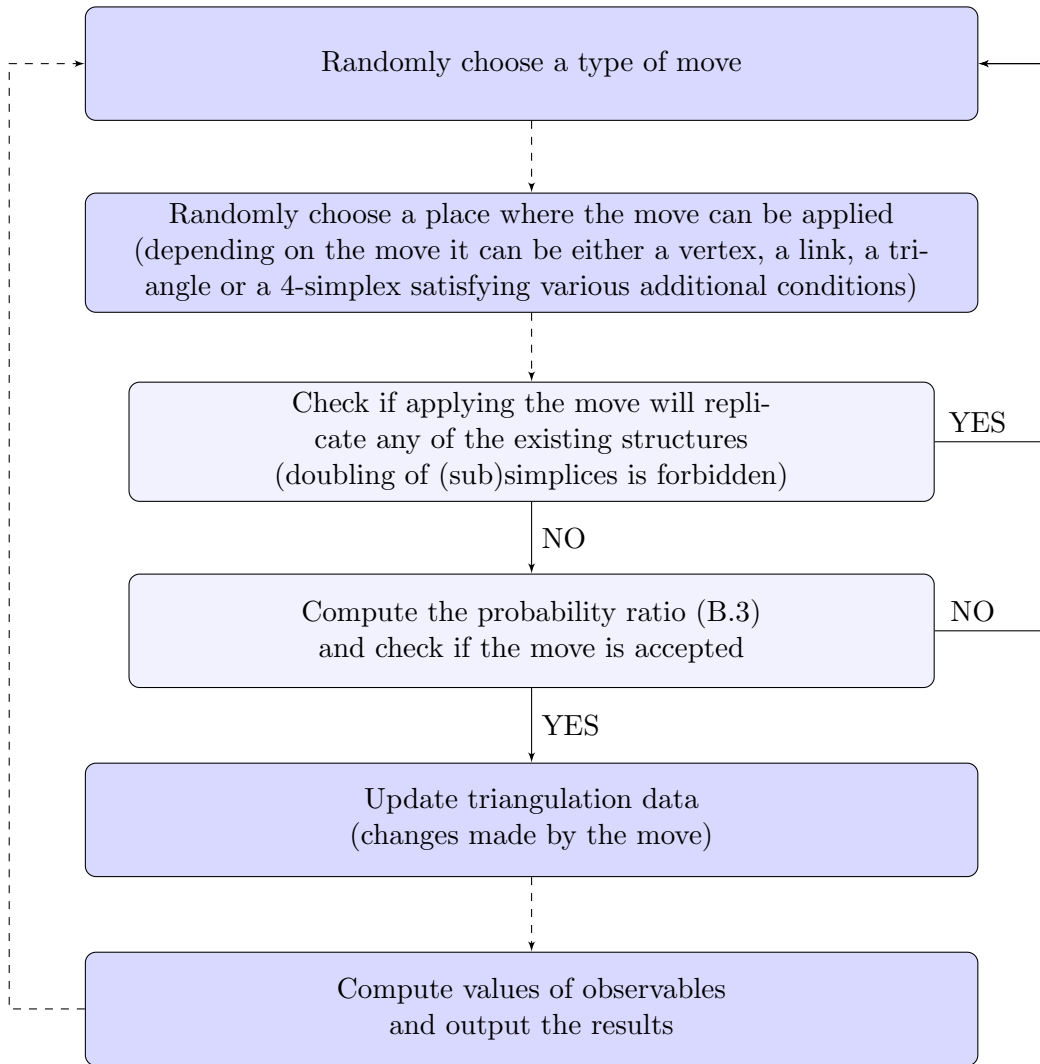 Randomly choose a type of move
Randomly choose a place where the move can be applied
(depending on the move it can be either a vertex, a link, a tri-
angle or a 4-simplex satisfying various additional conditions)
Check if applying the move will repli-
cate any of the existing structures
(doubling of (sub)simplices is forbidden)
YES
NO
Compute the probability ratio (B.3)
and check if the move is accepted
NO
YES
Update triangulation data
(changes made by the move)
Compute values of observables
and output the results